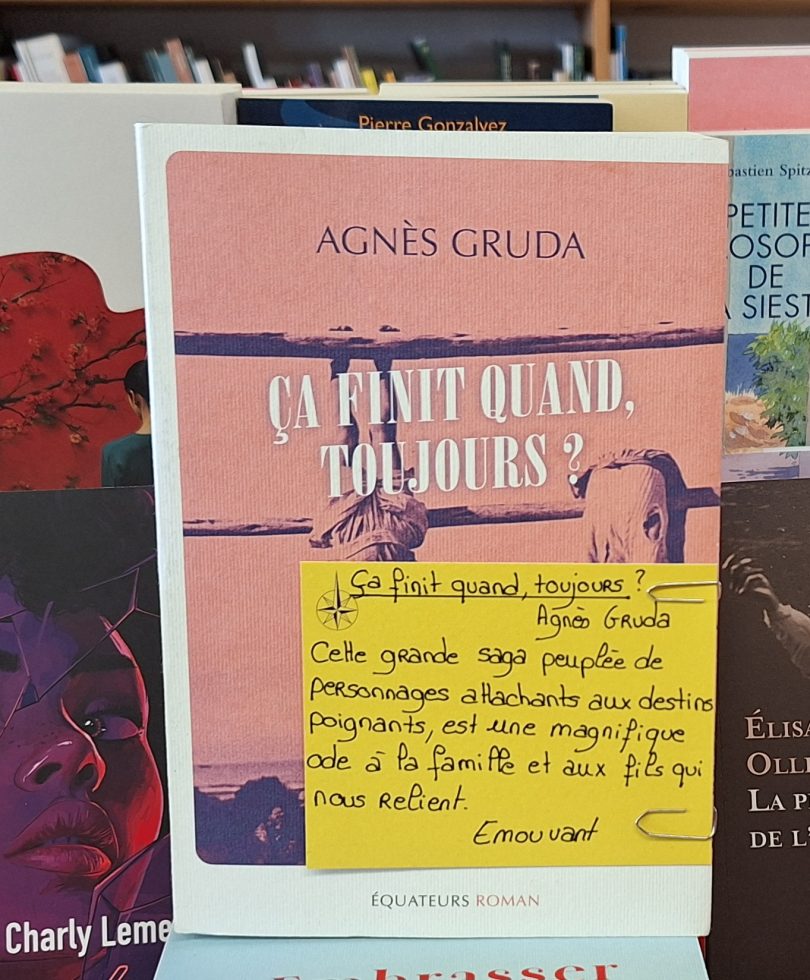 Pierre Gonzalvez
AGNÈS GRUDA
ÇA FINIT QUAND,
TOUJOURS ?
Ça finit quand, toujours ?
Agnès GRUDA
Cette grande saga peuplée de
personnages attachants aux destins
poignants, est une magnifique
ode à la famille et aux fils qui
nous relient.
Emouvant
ÉQUATEURS ROMAN
Charly
DE
LA
DE